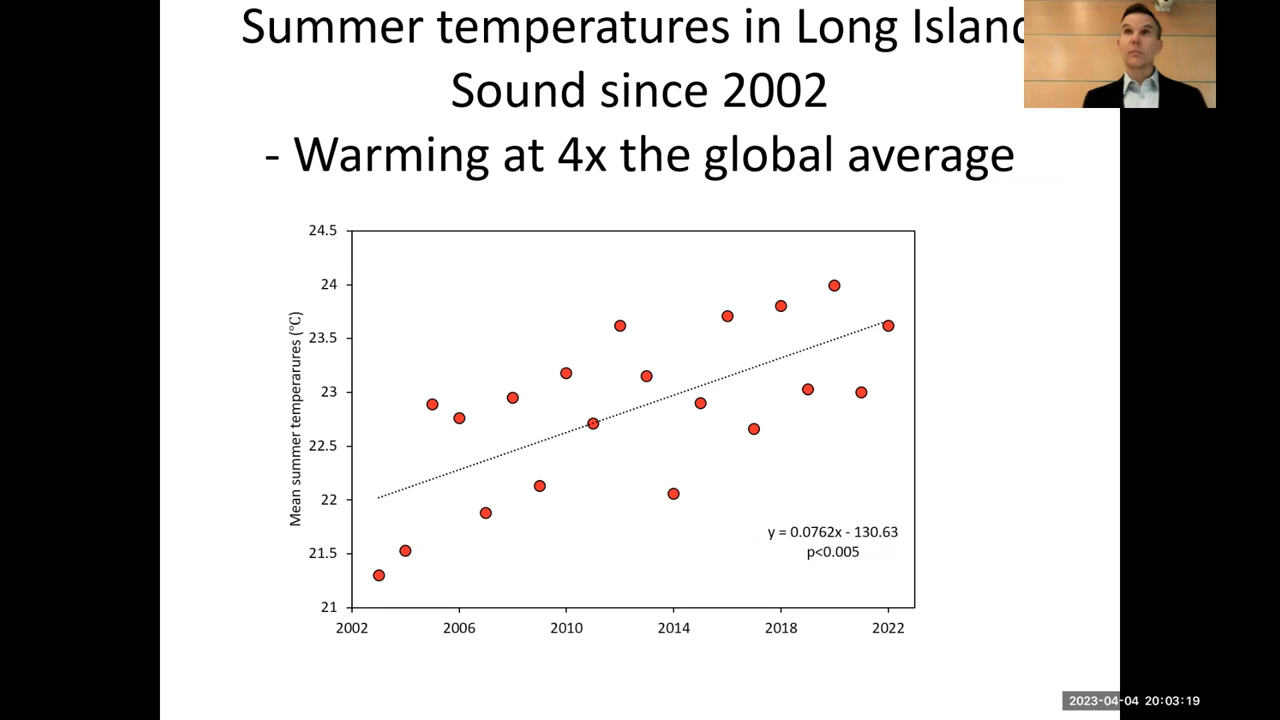 Summer temperatures in Long Island
Sound since 2002
- Warming at 4x the global average
24.5
24
23.5
23
22.5
22
21.5
21
Mean summer temperarures (°C)
y = 0.0762x - 130.63
p<0.005
2002 2006 2010 2014 2018 2022
2023-04-04 20:03:19